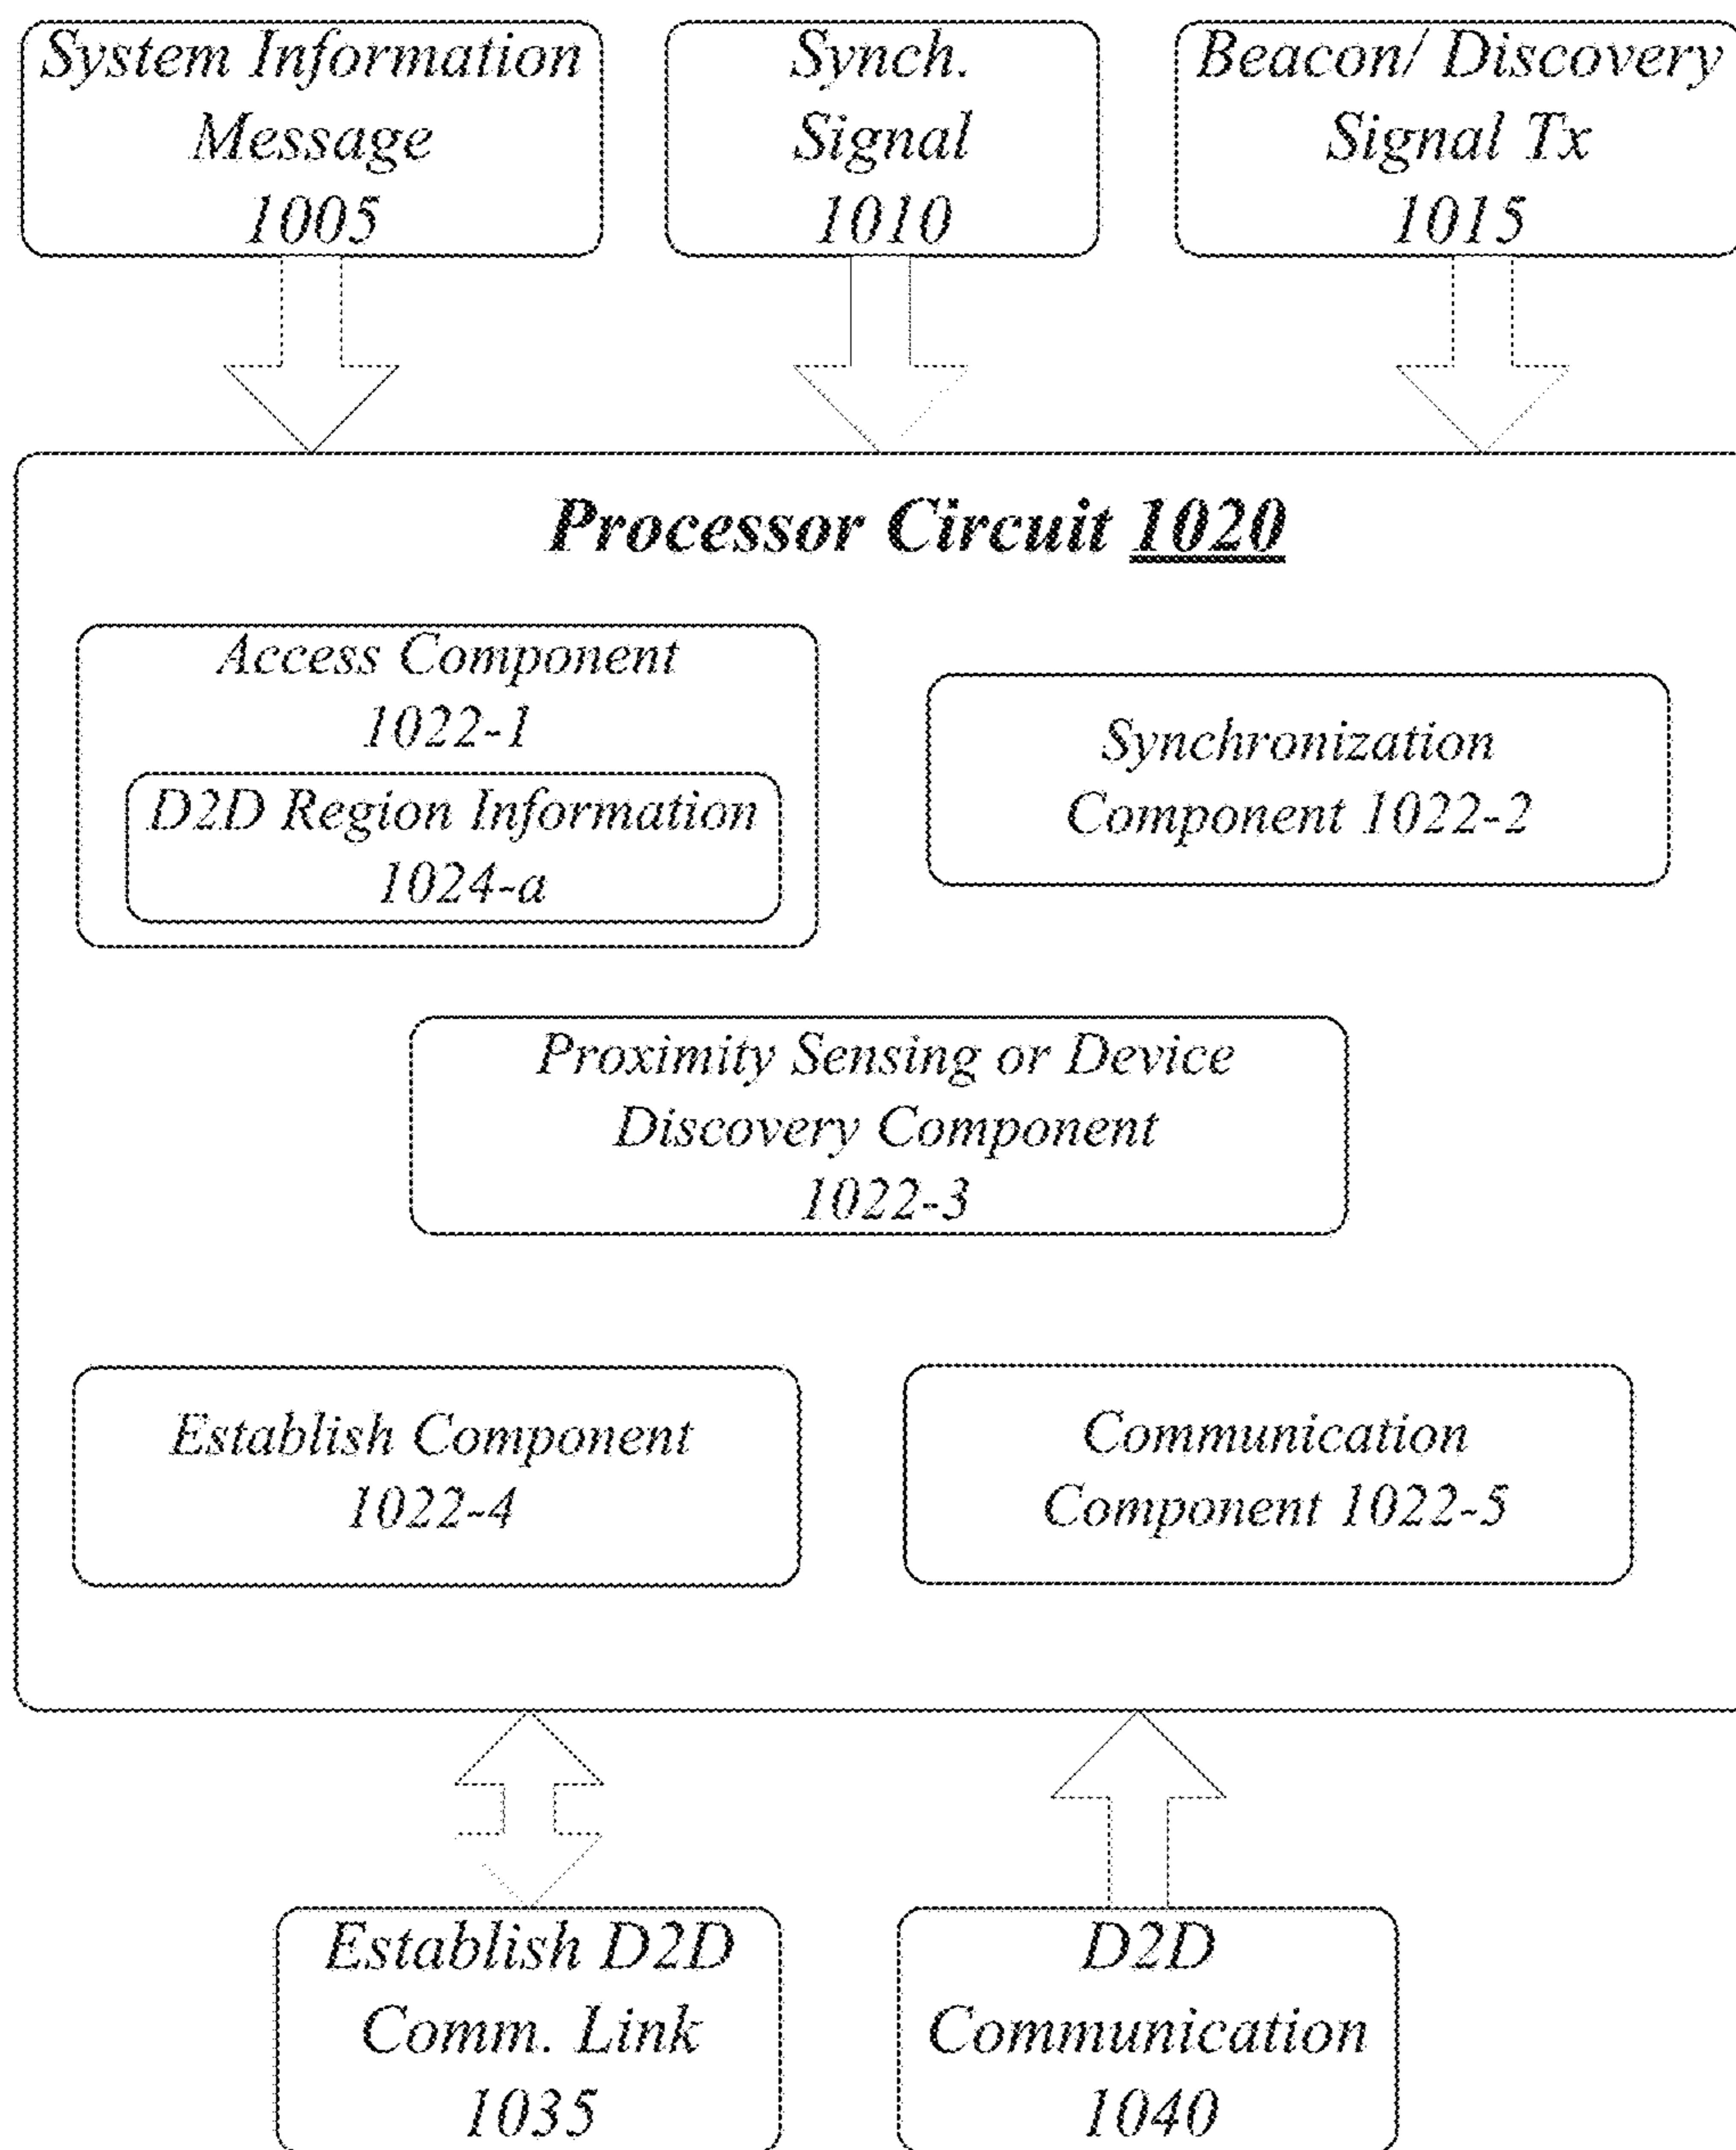 System Information
Message
1005
Synch.
Signal
1010
Beacon/ Discovery
Signal Tx
1015
Processor Circuit 1020
Access Component
1022-1
D2D Region Information
1024-a
Synchronization
Component 1022-2
Proximity Sensing or Device
Discovery Component
1022-3
Establish Component
1022-4
Communication
Component 1022-5
Establish D2D
Comm. Link
1035
D2D
Communication
1040